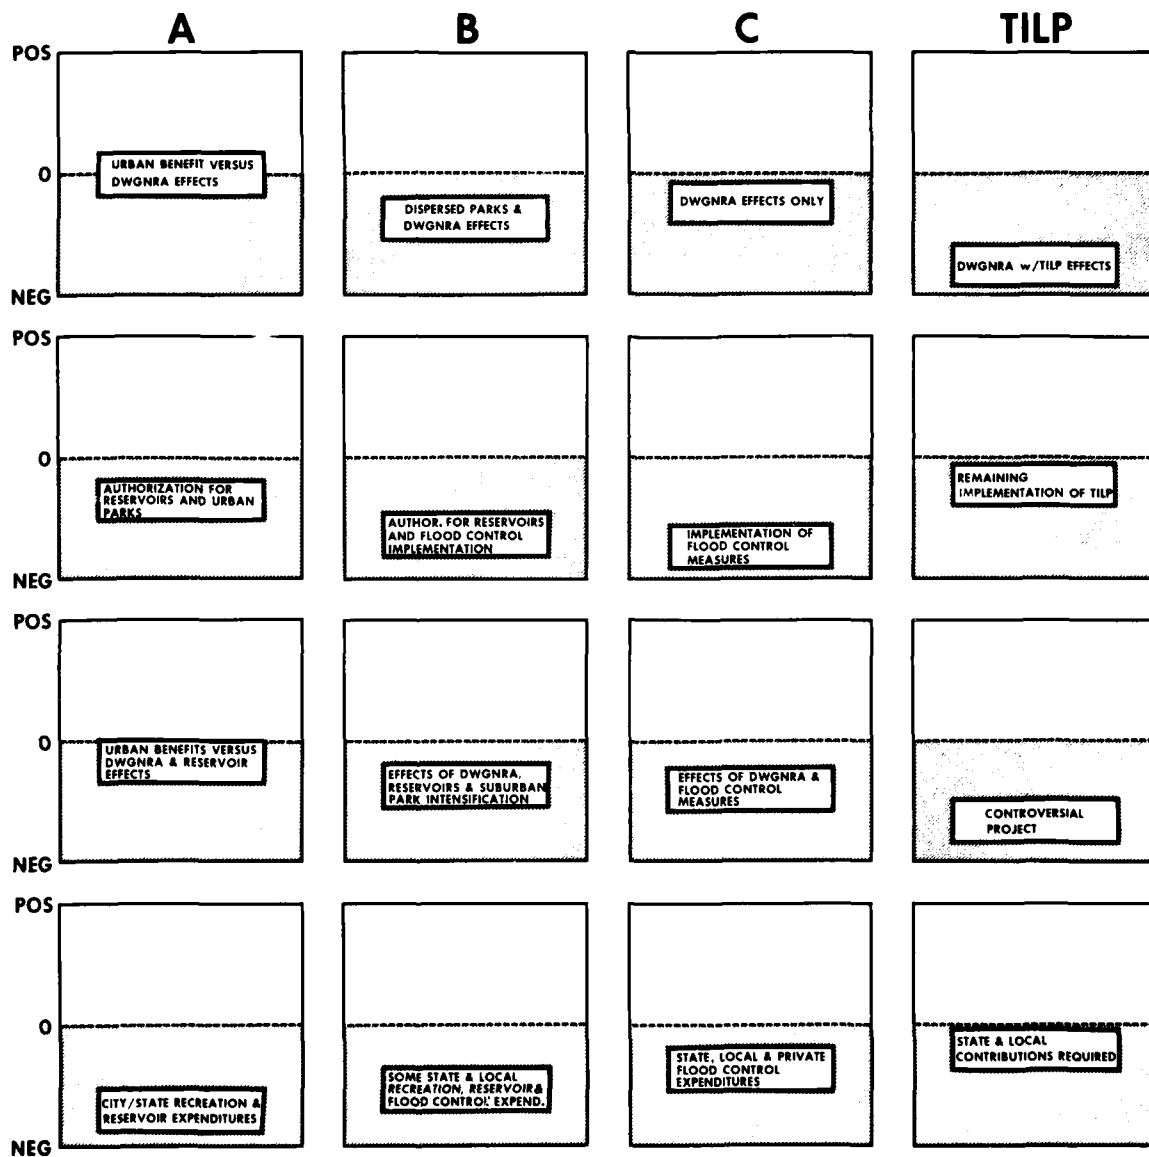 A B C TILP
POS
0
NEG
URBAN BENEFIT VERSUS
DWGNRA EFFECTS
DISPERSED PARKS &
DWGNRA EFFECTS
DWGNRA EFFECTS ONLY
DWGNRA w/TILP EFFECTS
POS
0
NEG
AUTHORIZATION FOR
RESERVOIRS AND URBAN
PARKS
AUTHOR. FOR RESERVOIRS
AND FLOOD CONTROL
IMPLEMENTATION
IMPLEMENTATION OF
FLOOD CONTROL
MEASURES
REMAINING
IMPLEMENTATION OF TILP
POS
0
NEG
URBAN BENEFITS VERSUS
DWGNRA & RESERVOIR
EFFECTS
EFFECTS OF DWGNRA,
RESERVOIRS & SUBURBAN
PARK INTENSIFICATION
EFFECTS OF DWGNRA &
FLOOD CONTROL
MEASURES
CONTROVERSIAL
PROJECT
POS
0
NEG
CITY/STATE RECREATION &
RESERVOIR EXPENDITURES
SOME STATE & LOCAL
RECREATION, RESERVOIR &
FLOOD CONTROL EXPEND.
STATE, LOCAL & PRIVATE
FLOOD CONTROL
EXPENDITURES
STATE & LOCAL
CONTRIBUTIONS REQUIRED